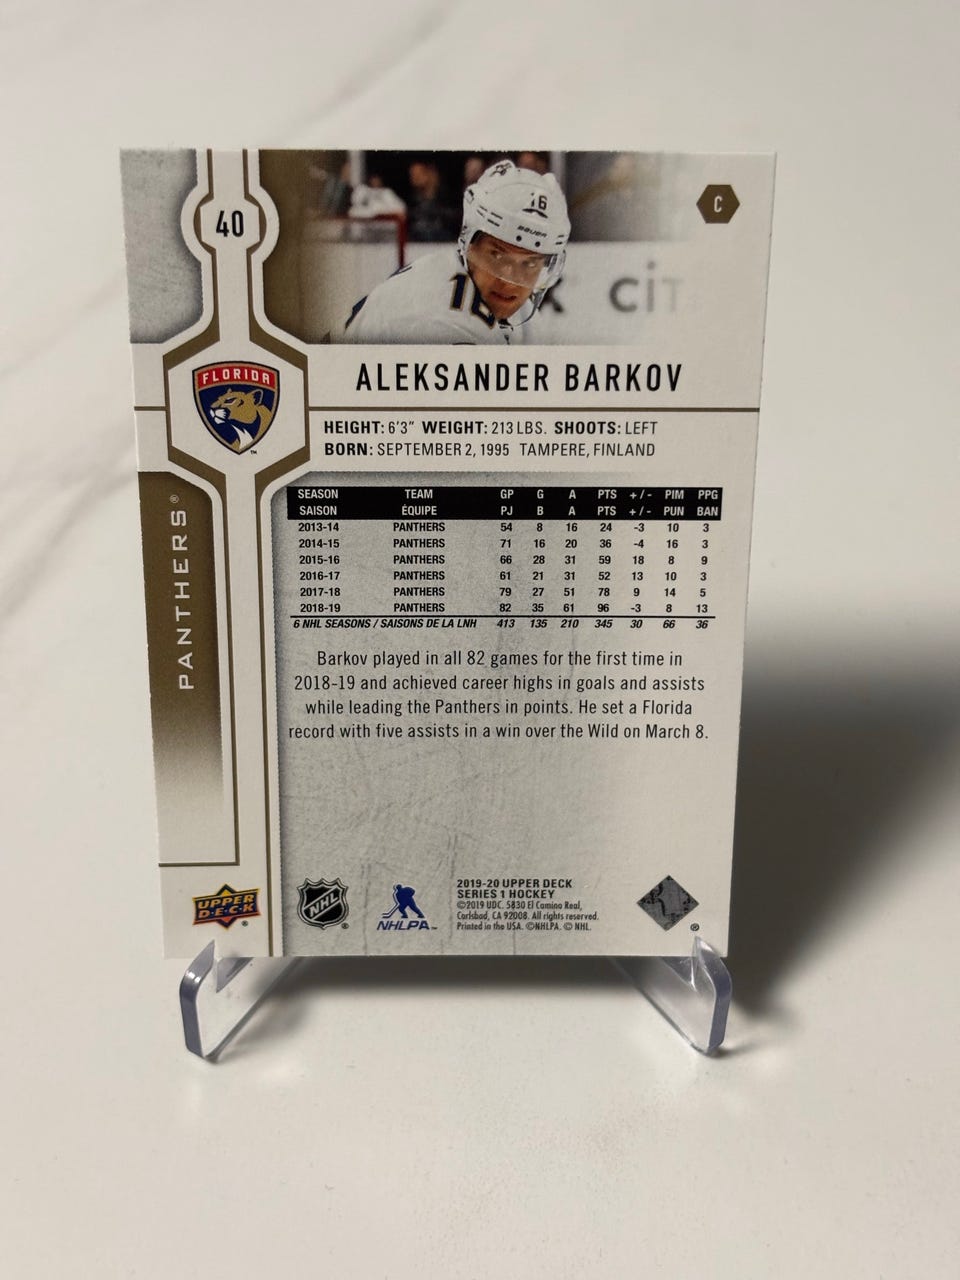 40
16
C
16
CiT
FLORIDA
TM
ALEKSANDER BARKOV
HEIGHT: 6'3" WEIGHT: 213 LBS. SHOOTS: LEFT
BORN: SEPTEMBER 2, 1995 TAMPERE, FINLAND
PANTHERS®
SEASON TEAM GP G A PTS +/- PIM PPG
SAISON ÉQUIPE PJ B A PTS +/- PUN BAN
2013-14 PANTHERS 54 8 16 24 -3 10 3
2014-15 PANTHERS 71 16 20 36 -4 16 3
2015-16 PANTHERS 66 28 31 59 18 8 9
2016-17 PANTHERS 61 21 31 52 13 10 3
2017-18 PANTHERS 79 27 51 78 9 14 5
2018-19 PANTHERS 82 35 61 96 -3 8 13
6 NHL SEASONS / SAISONS DE LA LNH 413 135 210 345 30 66 36
Barkov played in all 82 games for the first time in
2018-19 and achieved career highs in goals and assists
while leading the Panthers in points. He set a Florida
record with five assists in a win over the Wild on March 8.
UPPER
DECK®
NHL®
NHLPA™
2019-20 UPPER DECK
SERIES 1 HOCKEY
©2019 UDC. 5830 El Camino Real,
Carlsbad, CA 92008. All rights reserved.
Printed in the USA. ©NHLPA. © NHL.
®